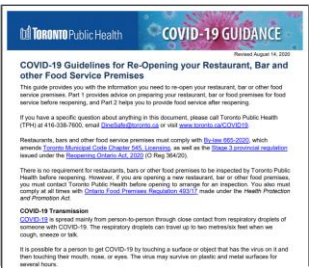 TORONTO Public Health
COVID-19 GUIDANCE
Revised August 14, 2020
COVID-19 Guidelines for Re-Opening your Restaurant, Bar and
other Food Service Premises
This guide provides you with the information you need to re-open your restaurant, bar or other food
service premises. Part 1 provides advice on preparing your restaurant, bar or food premises for food
service before reopening, and Part 2 helps you to provide food service after reopening.
If you have a specific question about anything in this document, please call Toronto Public Health
(TPH) at 416-338-7600, email DineSafe@toronto.ca or visit www.toronto.ca/COVID19.
Restaurants, bars and other food service premises must comply with By-law 665-2020, which
amends Toronto Municipal Code Chapter 545, Licensing, as well as the Stage 3 provincial regulation
issued under the Reopening Ontario Act, 2020 (O Reg 364/20).
There is no requirement for restaurants, bars or other food premises to be inspected by Toronto Public
Health before reopening. However, if you are opening a new restaurant, bar or other food premises,
you must contact Toronto Public Health before opening to arrange for an inspection. You also must
comply at all times with Ontario Food Premises Regulation 493/17 made under the Health Protection
and Promotion Act.
COVID-19 Transmission
COVID-19 is spread mainly from person-to-person through close contact from respiratory droplets of
someone with COVID-19. The respiratory droplets can travel up to two metres/six feet when we
cough, sneeze or talk.
It is possible for a person to get COVID-19 by touching a surface or object that has the virus on it and
then touching their mouth, nose, or eyes. The virus may survive on plastic and metal surfaces for
several hours.